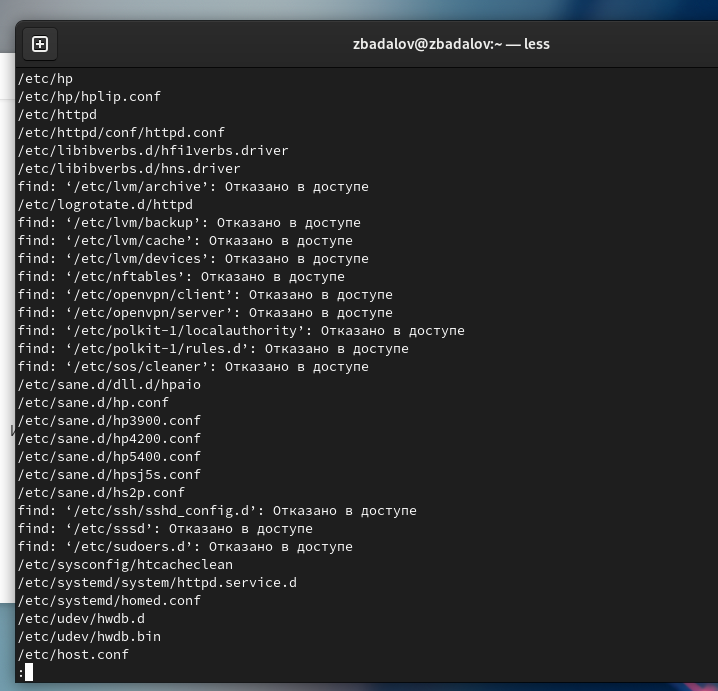 zbadalov@zbadalov:~ — less
/etc/hp
/etc/hp/hplip.conf
/etc/httpd
/etc/httpd/conf/httpd.conf
/etc/libibverbs.d/hfi1verbs.driver
/etc/libibverbs.d/hns.driver
find: ‘/etc/lvm/archive’: Отказано в доступе
/etc/logrotate.d/httpd
find: ‘/etc/lvm/backup’: Отказано в доступе
find: ‘/etc/lvm/cache’: Отказано в доступе
find: ‘/etc/lvm/devices’: Отказано в доступе
find: ‘/etc/nftables’: Отказано в доступе
find: ‘/etc/openvpn/client’: Отказано в доступе
find: ‘/etc/openvpn/server’: Отказано в доступе
find: ‘/etc/polkit-1/localauthority’: Отказано в доступе
find: ‘/etc/polkit-1/rules.d’: Отказано в доступе
find: ‘/etc/sos/cleaner’: Отказано в доступе
/etc/sane.d/dll.d/hpaio
/etc/sane.d/hp.conf
/etc/sane.d/hp3900.conf
/etc/sane.d/hp4200.conf
/etc/sane.d/hp5400.conf
/etc/sane.d/hpsj5s.conf
/etc/sane.d/hs2p.conf
find: ‘/etc/ssh/sshd_config.d’: Отказано в доступе
find: ‘/etc/sssd’: Отказано в доступе
find: ‘/etc/sudoers.d’: Отказано в доступе
/etc/sysconfig/htcacheclean
/etc/systemd/system/httpd.service.d
/etc/systemd/homed.conf
/etc/udev/hwdb.d
/etc/udev/hwdb.bin
/etc/host.conf
: